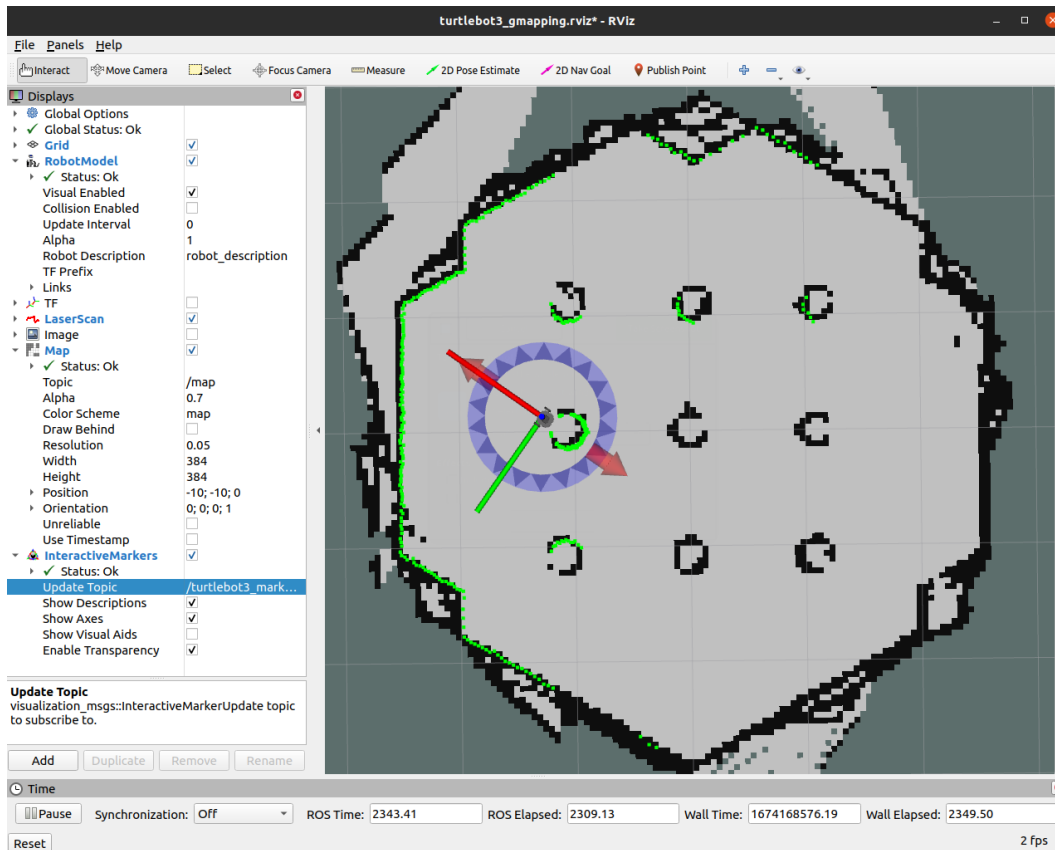 turtlebot3_gmapping.rviz* - RViz
File Panels Help
Interact Move Camera Select Focus Camera Measure 2D Pose Estimate 2D Nav Goal Publish Point
Displays
Global Options
Global Status: Ok
Grid
RobotModel
Status: Ok
Visual Enabled
Collision Enabled
Update Interval 0
Alpha 1
Robot Description robot_description
TF Prefix
Links
TF
LaserScan
Image
Map
Status: Ok
Topic /map
Alpha 0.7
Color Scheme map
Draw Behind
Resolution 0.05
Width 384
Height 384
Position -10; -10; 0
Orientation 0; 0; 0; 1
Unreliable
Use Timestamp
InteractiveMarkers
Status: Ok
Update Topic /turtlebot3_mark...
Show Descriptions
Show Axes
Show Visual Aids
Enable Transparency
Update Topic
visualization_msgs::InteractiveMarkerUpdate topic
to subscribe to.
Add Duplicate Remove Rename
Time
Pause Synchronization: Off ROS Time: 2343.41 ROS Elapsed: 2309.13 Wall Time: 1674168576.19 Wall Elapsed: 2349.50
Reset 2 fps